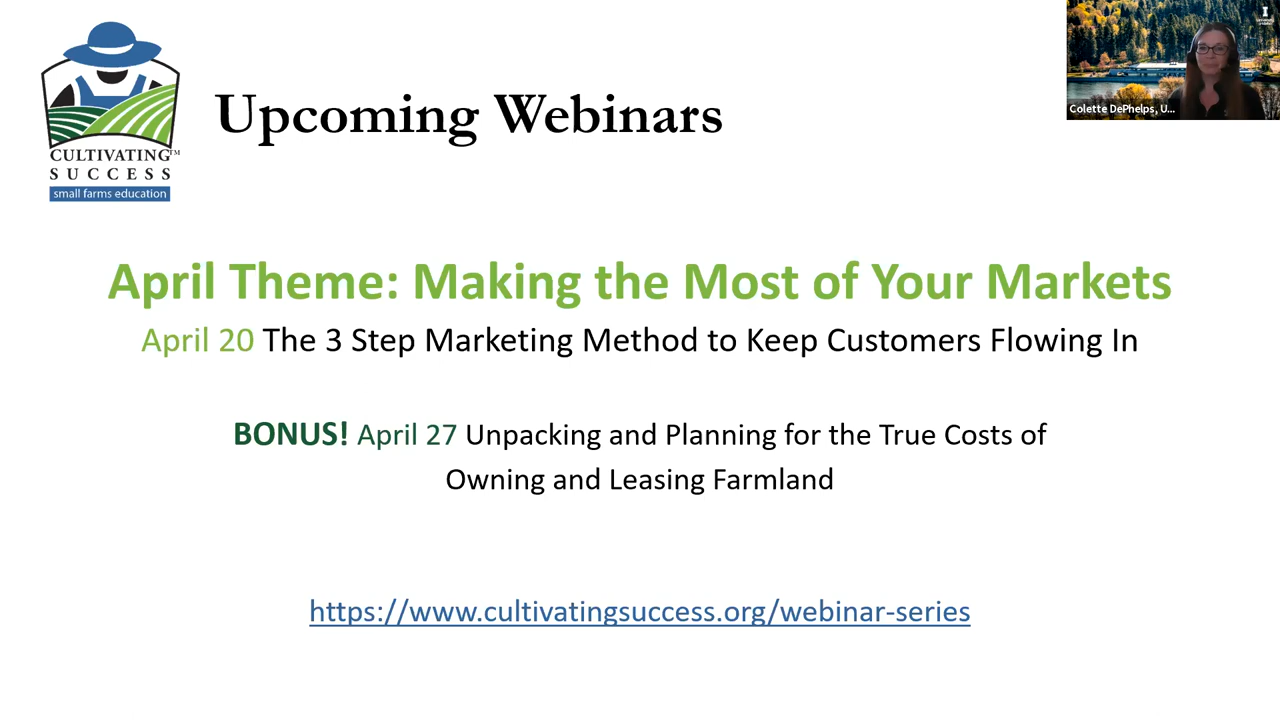 Upcoming Webinars
CULTIVATING™
SUCCESS
small farms education
Colette DePhelps, U...
April Theme: Making the Most of Your Markets
April 20 The 3 Step Marketing Method to Keep Customers Flowing In
BONUS! April 27 Unpacking and Planning for the True Costs of
Owning and Leasing Farmland
https://www.cultivatingsuccess.org/webinar-series